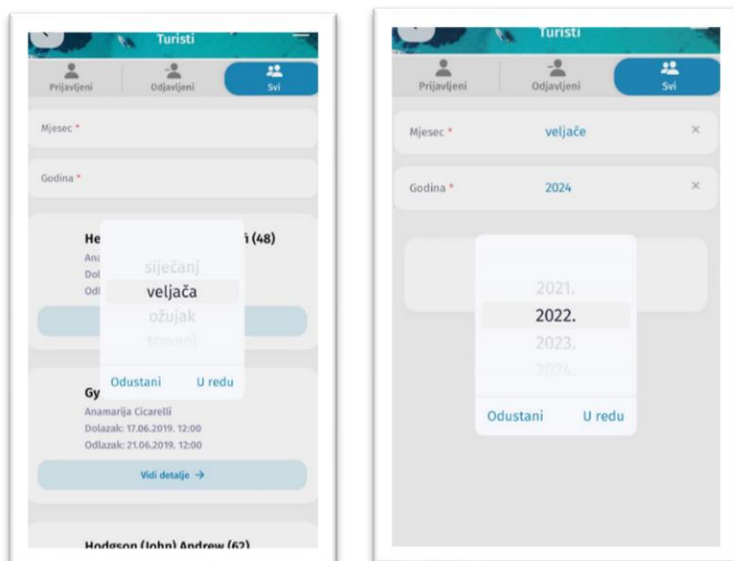 Turisti
Prijavljeni Odjavljeni Svi
Mjesec *
Godina *
(48)
siječanj
veljača
ožujak
travanj
Odustani U redu
Gy
Anamarija Cicarelli
Dolazak: 17.06.2019. 12:00
Odlazak: 21.06.2019. 12:00
Vidi detalje →
Hodgson (John) Andrew (62)
Turisti
Prijavljeni Odjavljeni Svi
Mjesec * veljače ×
Godina * 2024 ×
2021.
2022.
2023.
2024.
Odustani U redu